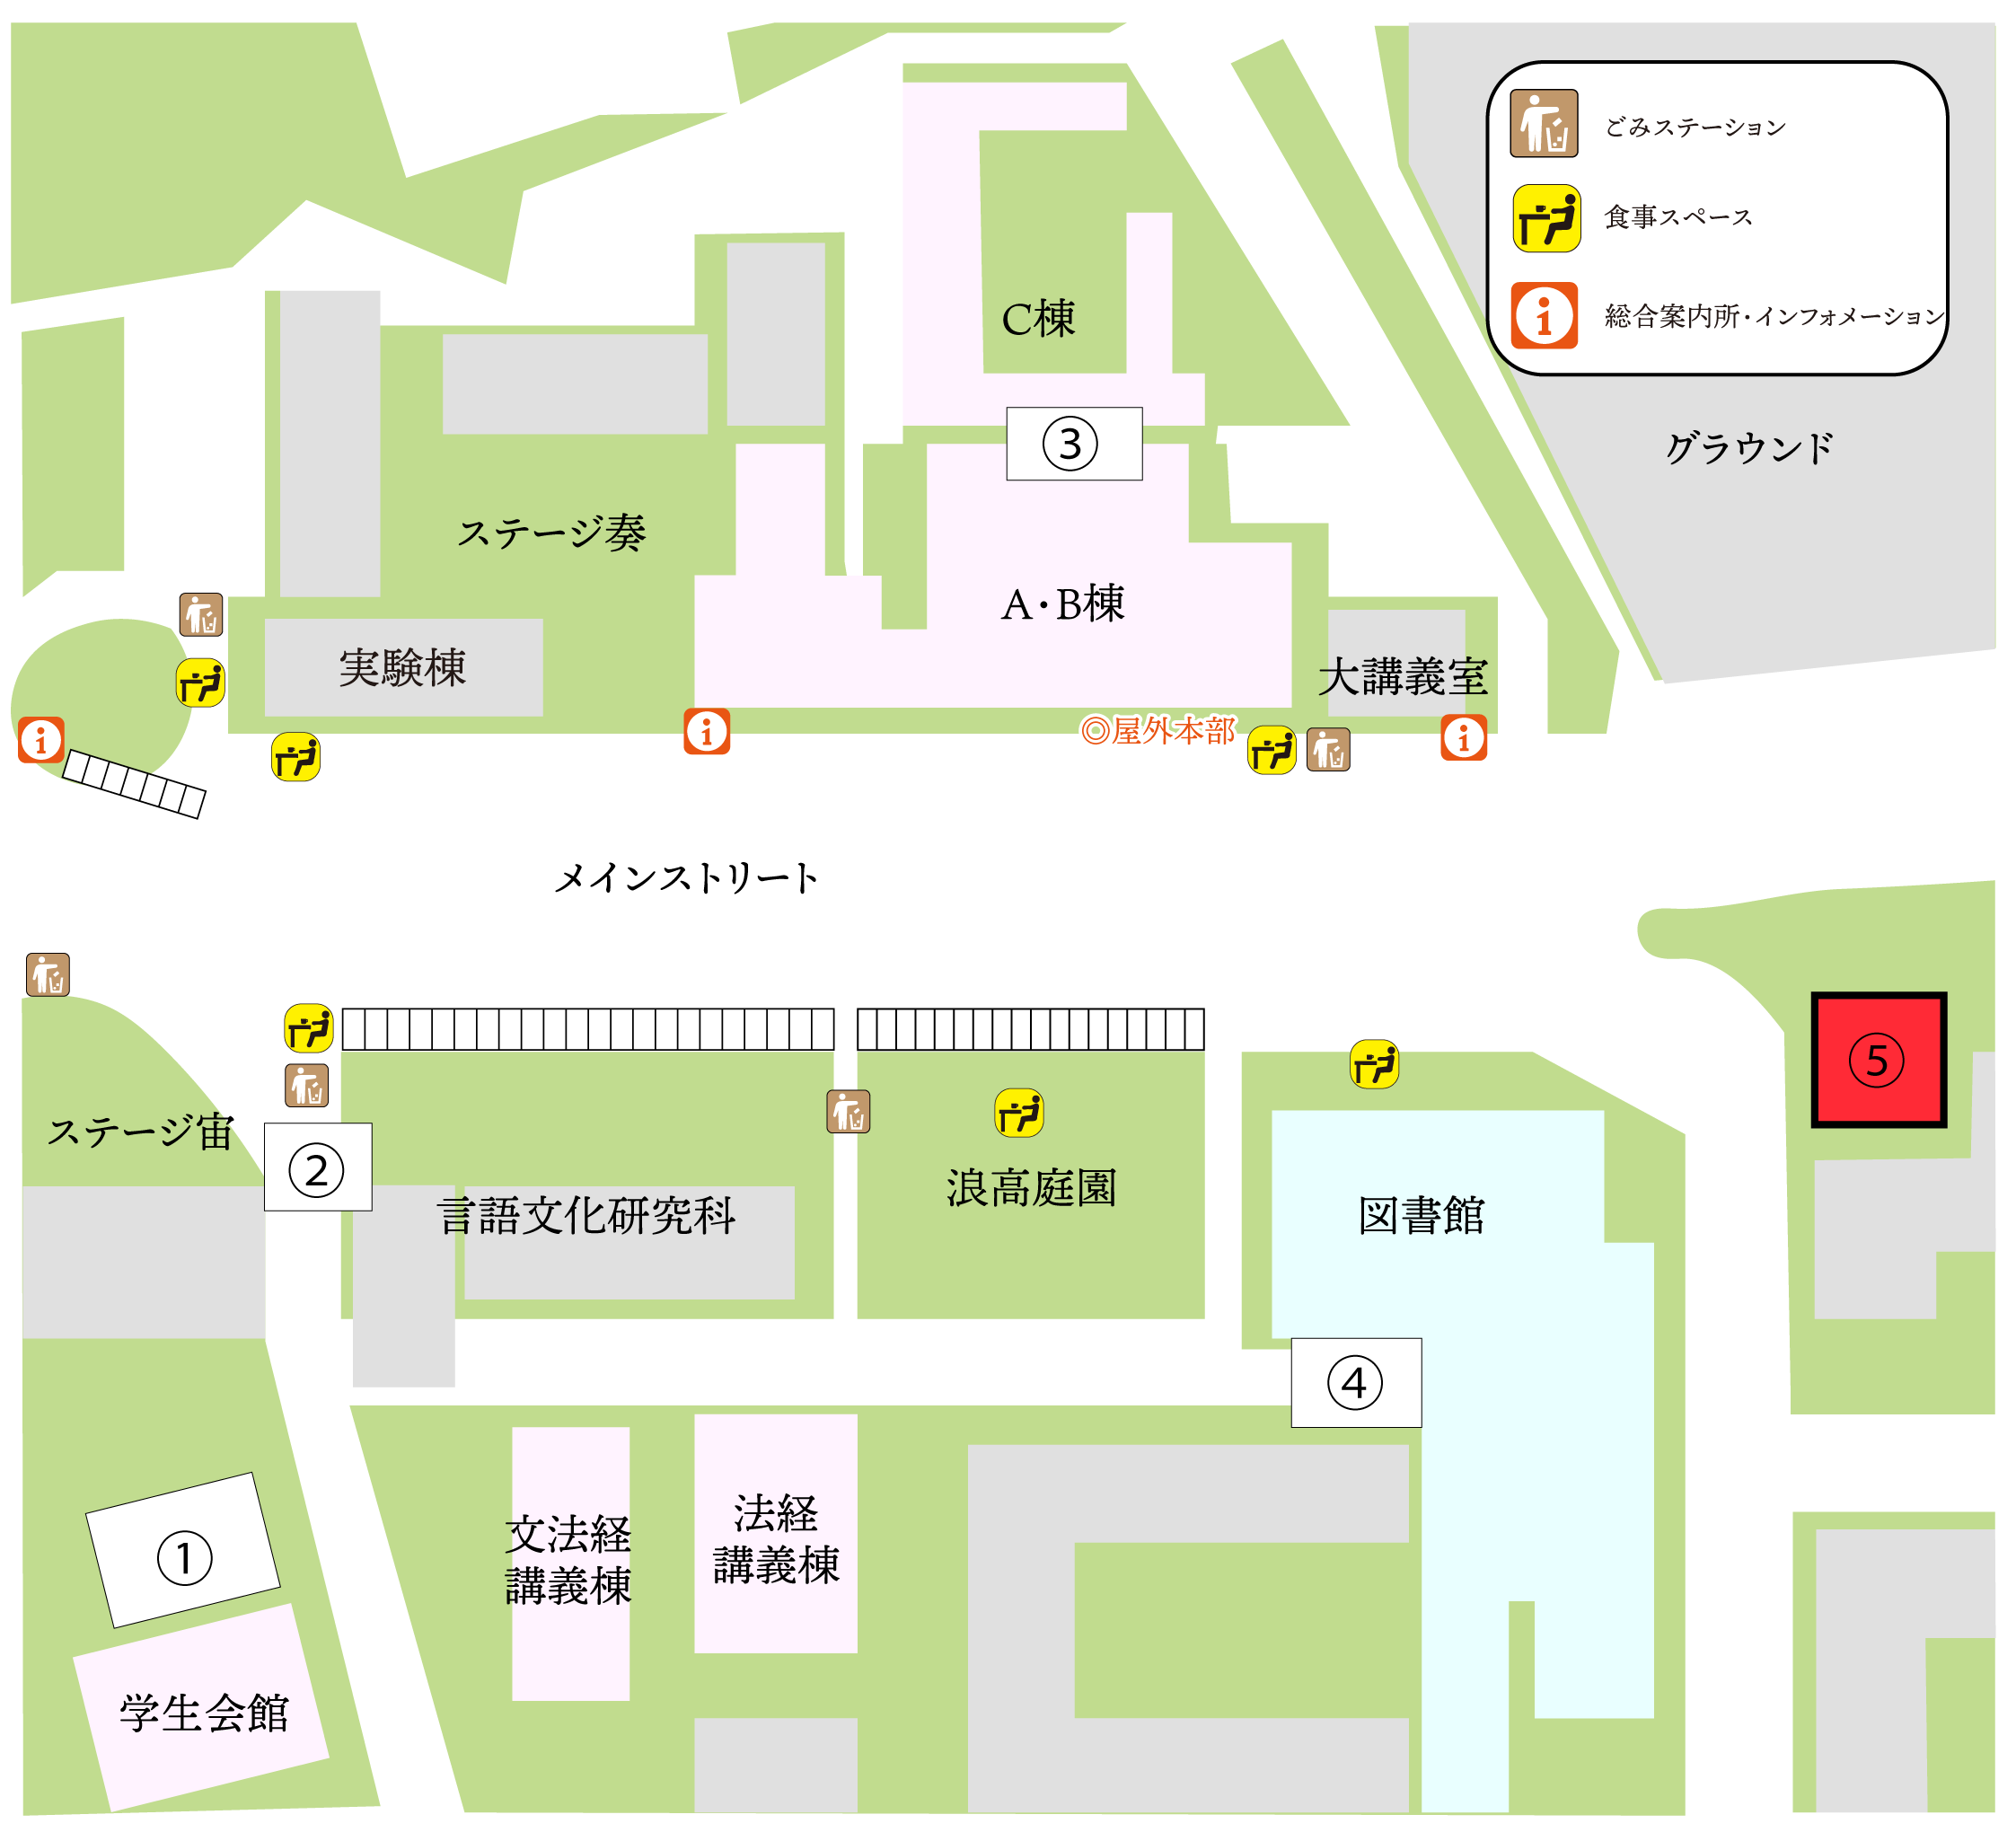 ごみステーション
食事スペース
総合案内所・インフォメーション
C棟
③
グラウンド
ステージ奏
A・B棟
実験棟
大講義室
◎屋外本部
メインストリート
⑤
ステージ宙
②
言語文化研究科
浪高庭園
図書館
④
①
文法経
講義棟
法経
講義棟
学生会館